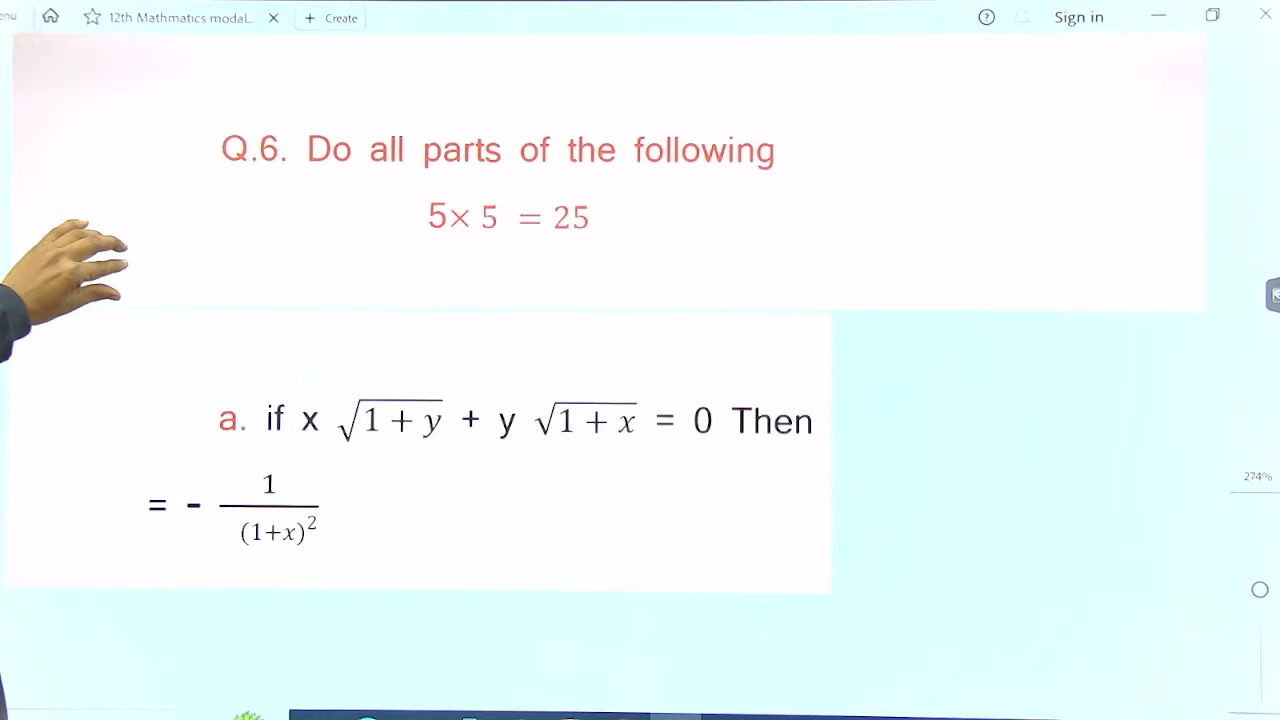 enu 12th Mathmatics modal... × + Create Sign in
Q.6. Do all parts of the following
5× 5 = 25
a. if x √1 + y + y √1 + x = 0 Then
= - 1/(1+x)²
274%